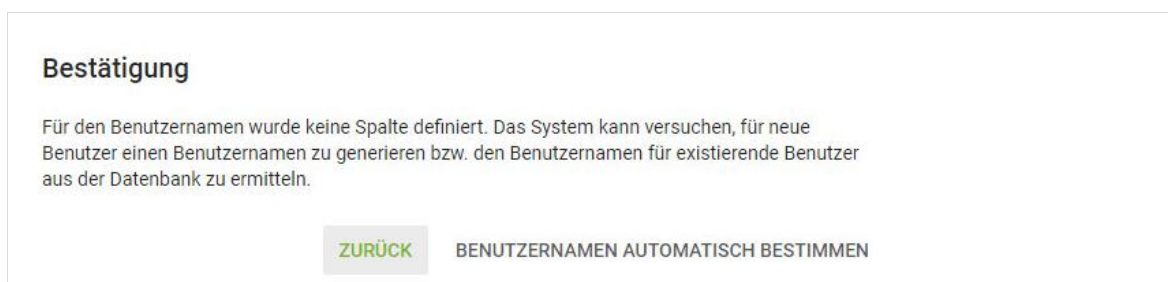 Bestätigung
Für den Benutzernamen wurde keine Spalte definiert. Das System kann versuchen, für neue
Benutzer einen Benutzernamen zu generieren bzw. den Benutzernamen für existierende Benutzer
aus der Datenbank zu ermitteln.
ZURÜCK BENUTZERNAMEN AUTOMATISCH BESTIMMEN